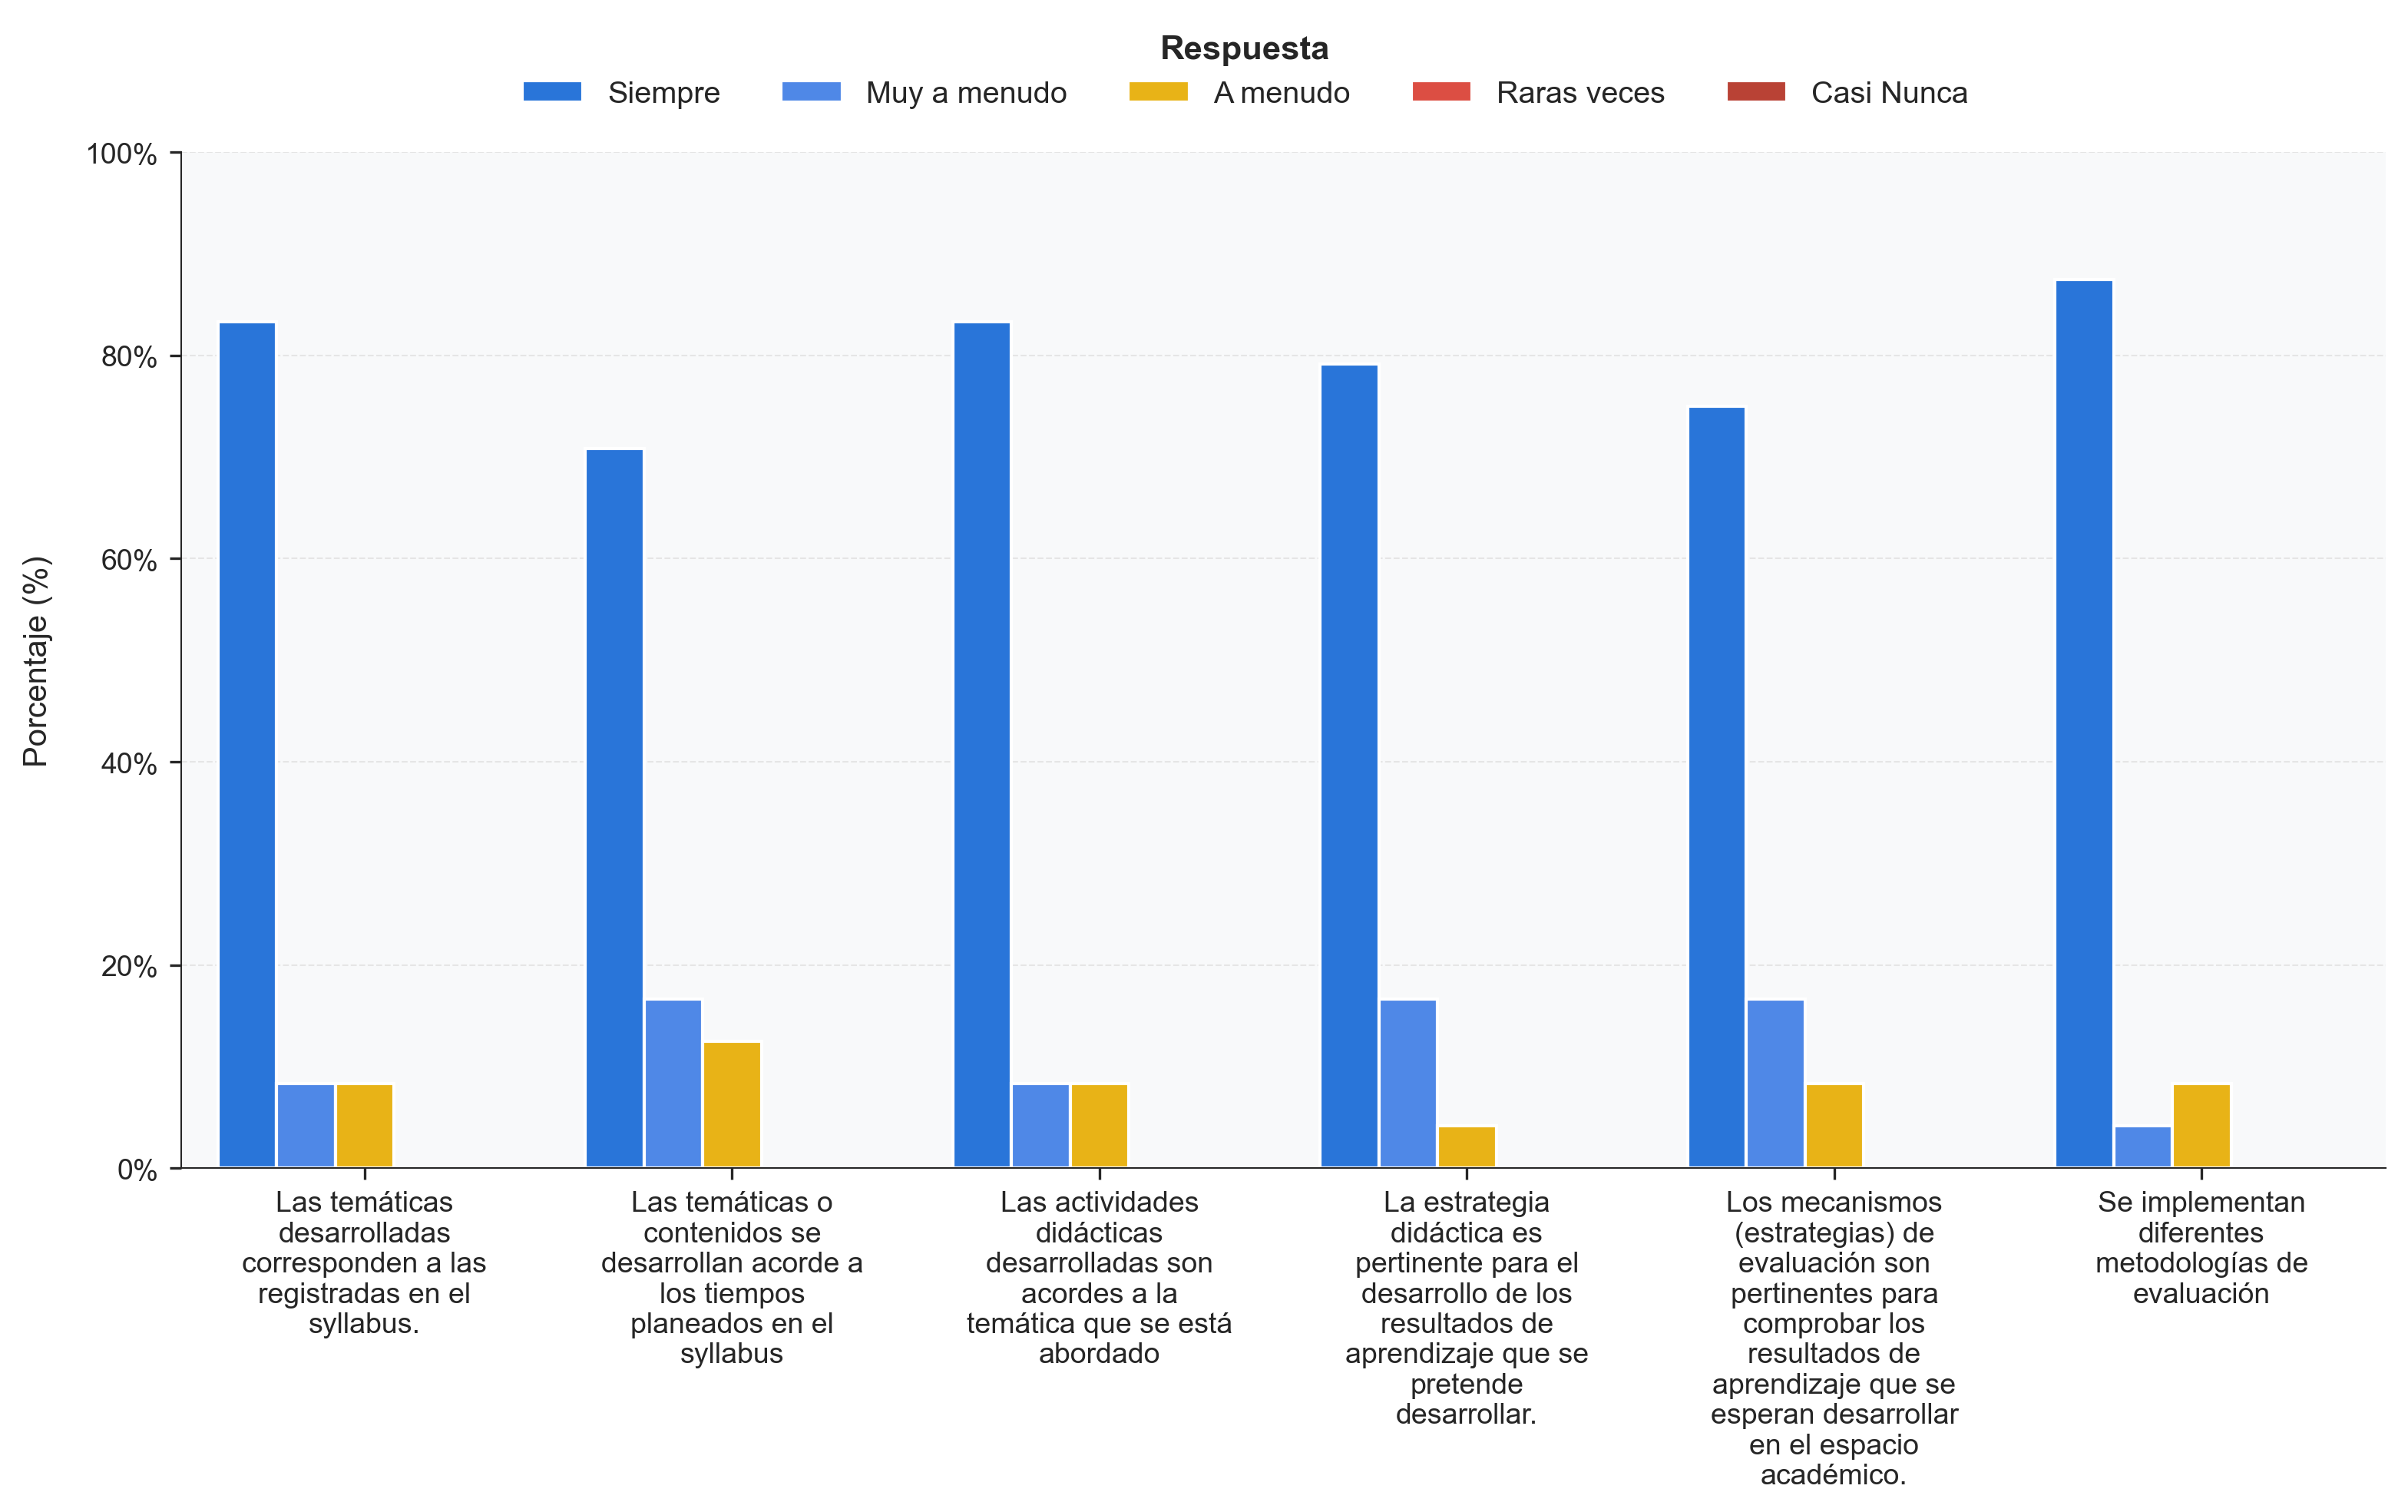 Respuesta
Siempre Muy a menudo A menudo Raras veces Casi Nunca
Porcentaje (%)
100%
80%
60%
40%
20%
0%
Las temáticas
desarrolladas
corresponden a las
registradas en el
syllabus.
Las temáticas o
contenidos se
desarrollan acorde a
los tiempos
planeados en el
syllabus
Las actividades
didácticas
desarrolladas son
acordes a la
temática que se está
abordado
La estrategia
didáctica es
pertinente para el
desarrollo de los
resultados de
aprendizaje que se
pretende
desarrollar.
Los mecanismos
(estrategias) de
evaluación son
pertinentes para
comprobar los
resultados de
aprendizaje que se
esperan desarrollar
en el espacio
académico.
Se implementan
diferentes
metodologías de
evaluación